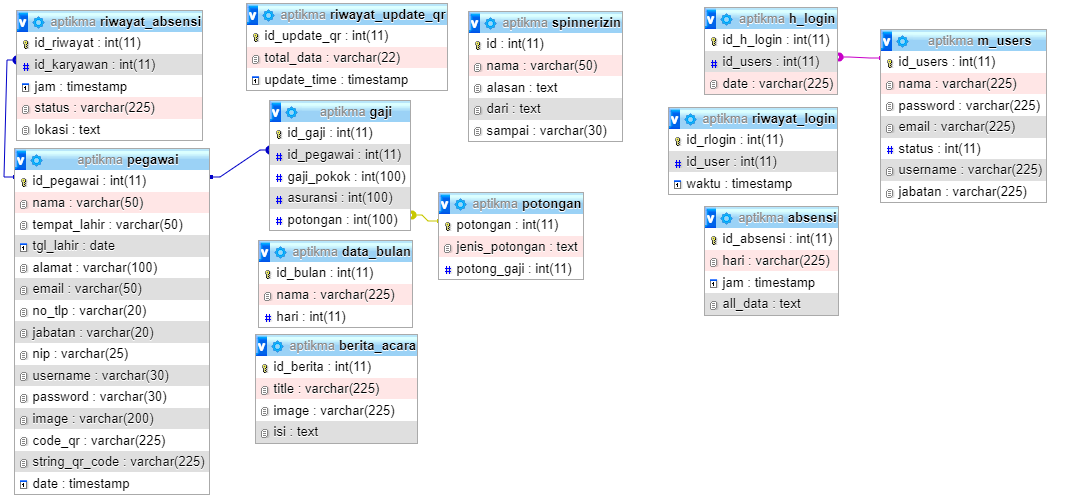 aptikma riwayat_absensi
id_riwayat : int(11)
id_karyawan : int(11)
jam : timestamp
status : varchar(225)
lokasi : text
aptikma pegawai
id_pegawai : int(11)
nama : varchar(50)
tempat_lahir : varchar(50)
tgl_lahir : date
alamat : varchar(100)
email : varchar(50)
no_tlp : varchar(20)
jabatan : varchar(20)
nip : varchar(25)
username : varchar(30)
password : varchar(30)
image : varchar(200)
code_qr : varchar(225)
string_qr_code : varchar(225)
date : timestamp
aptikma riwayat_update_qr
id_update_qr : int(11)
total_data : varchar(22)
update_time : timestamp
aptikma gaji
id_gaji : int(11)
id_pegawai : int(11)
gaji_pokok : int(100)
asuransi : int(100)
potongan : int(100)
aptikma data_bulan
id_bulan : int(11)
nama : varchar(225)
hari : int(11)
aptikma berita_acara
id_berita : int(11)
title : varchar(225)
image : varchar(225)
isi : text
aptikma spinnerizin
id : int(11)
nama : varchar(50)
alasan : text
dari : text
sampai : varchar(30)
aptikma potongan
potongan : int(11)
jenis_potongan : text
potong_gaji : int(11)
aptikma h_login
id_h_login : int(11)
id_users : int(11)
date : varchar(225)
aptikma riwayat_login
id_rlogin : int(11)
id_user : int(11)
waktu : timestamp
aptikma absensi
id_absensi : int(11)
hari : varchar(225)
jam : timestamp
all_data : text
aptikma m_users
id_users : int(11)
nama : varchar(225)
password : varchar(225)
email : varchar(225)
status : int(11)
username : varchar(225)
jabatan : varchar(225)